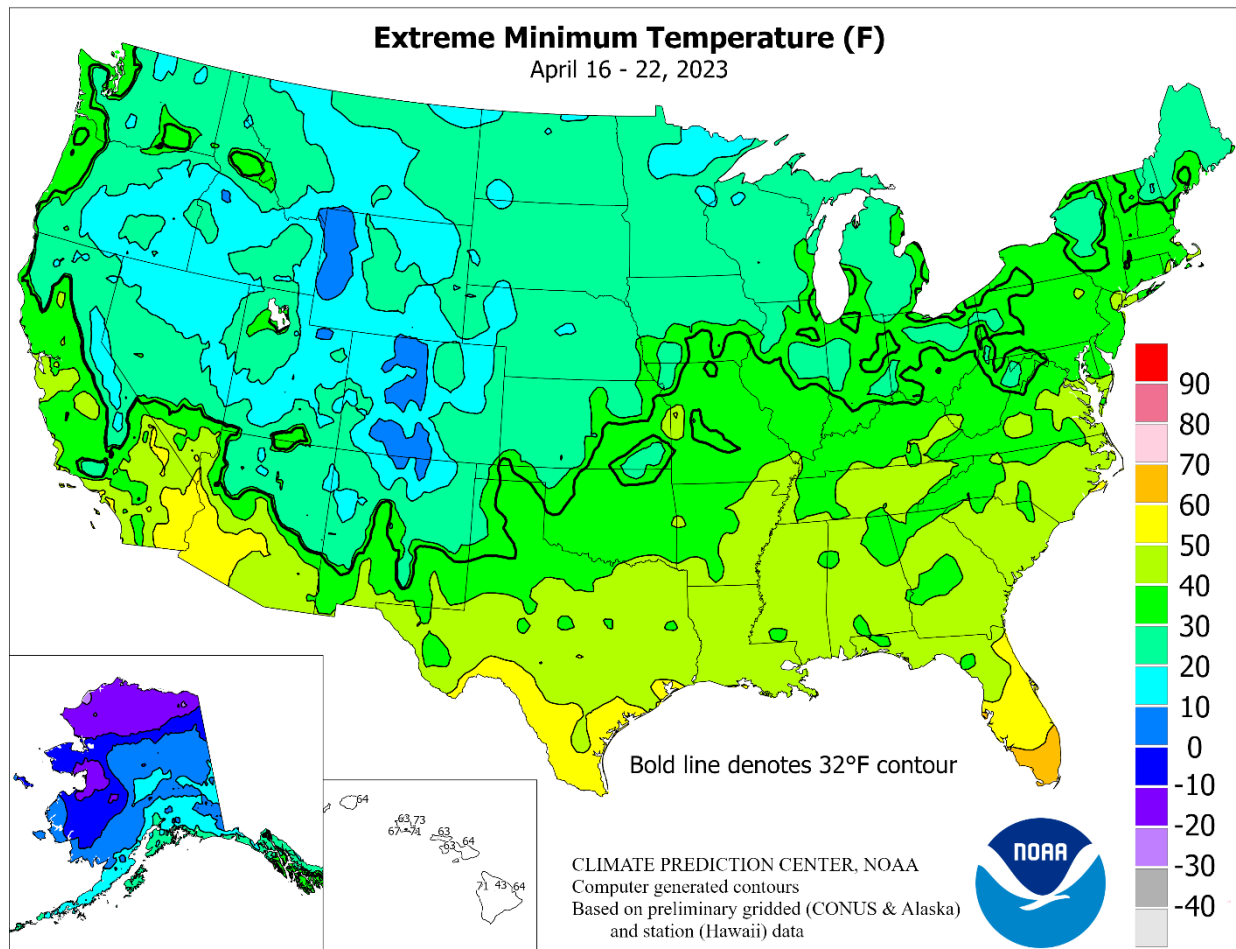 Extreme Minimum Temperature (F)
April 16 - 22, 2023
90
80
70
60
50
40
30
20
10
0
-10
-20
-30
-40
Bold line denotes 32°F contour
64
63 73
67 71
63
63 64
71 43 64
CLIMATE PREDICTION CENTER, NOAA
Computer generated contours
Based on preliminary gridded (CONUS & Alaska)
and station (Hawaii) data
NOAA